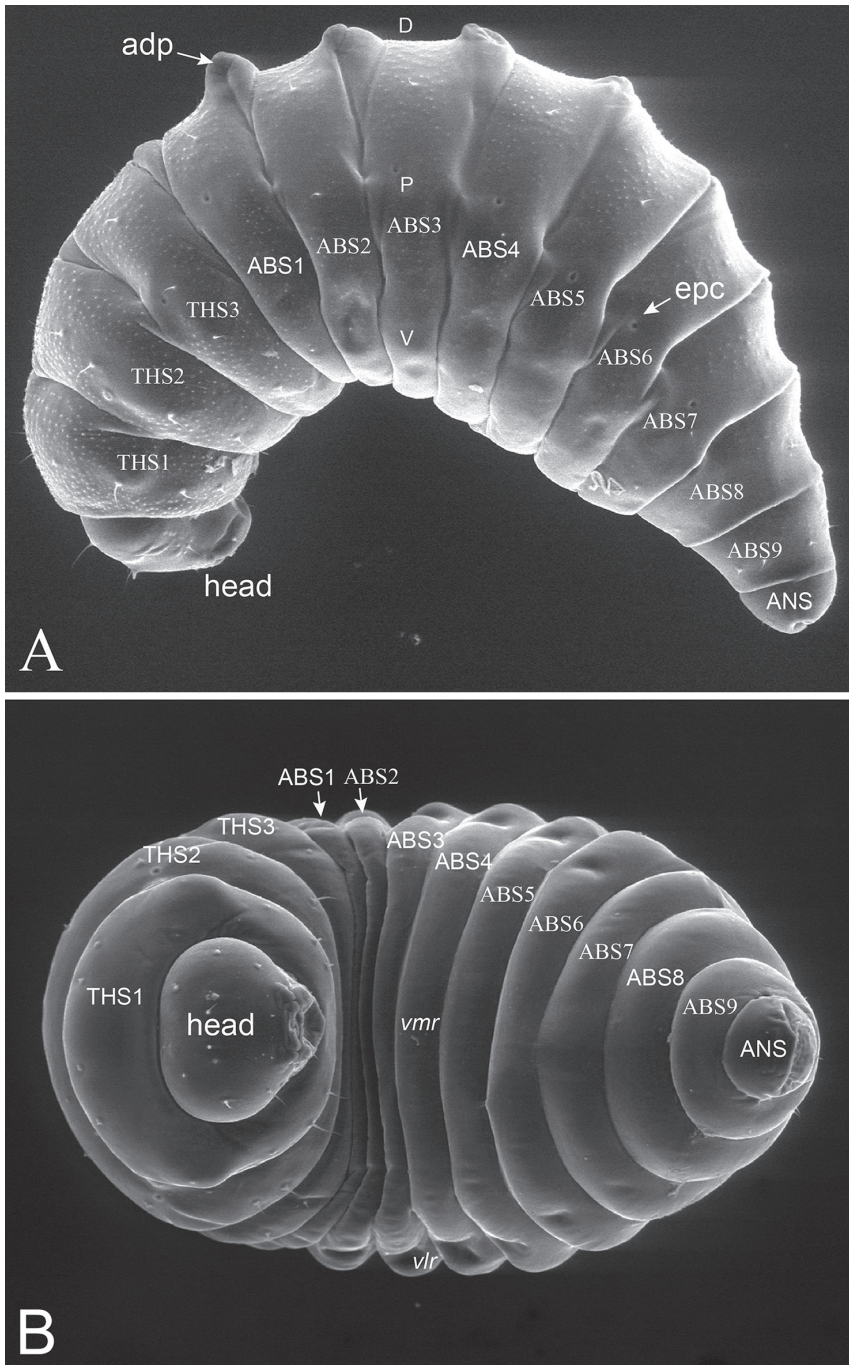 D
adp
P
ABS3
ABS2
ABS4
ABS1
ABS5
epc
THS3
V
ABS6
THS2
ABS7
THS1
ABS8
ABS9
head
ANS
A
ABS1 ABS2
THS3
ABS3
THS2
ABS4
ABS5
ABS6
ABS7
ABS8
THS1
ABS9
vmr
head
ANS
vlr
B